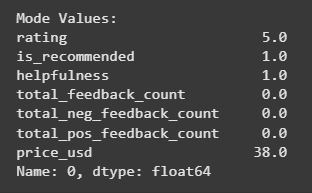 Mode Values:
rating 5.0
is_recommended 1.0
helpfulness 1.0
total_feedback_count 0.0
total_neg_feedback_count 0.0
total_pos_feedback_count 0.0
price_usd 38.0
Name: 0, dtype: float64